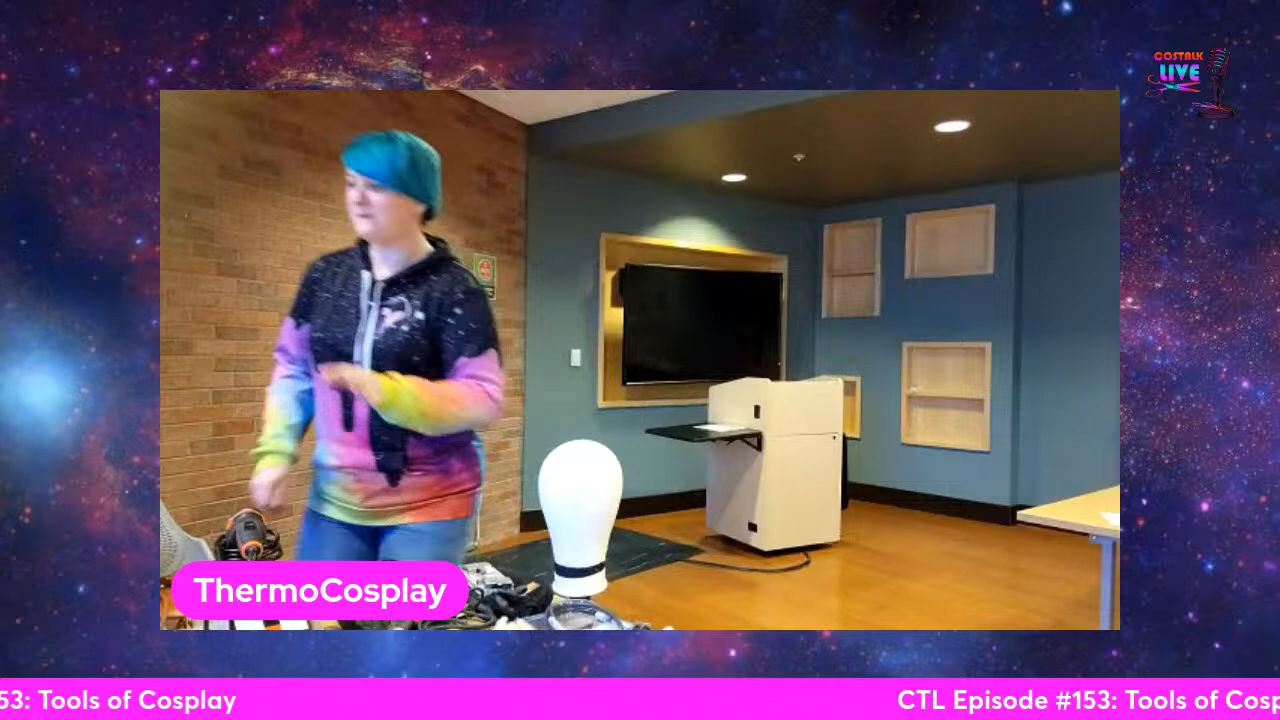 COSTALK
LIVE
ThermoCosplay
53: Tools of Cosplay
CTL Episode #153: Tools of Cosp